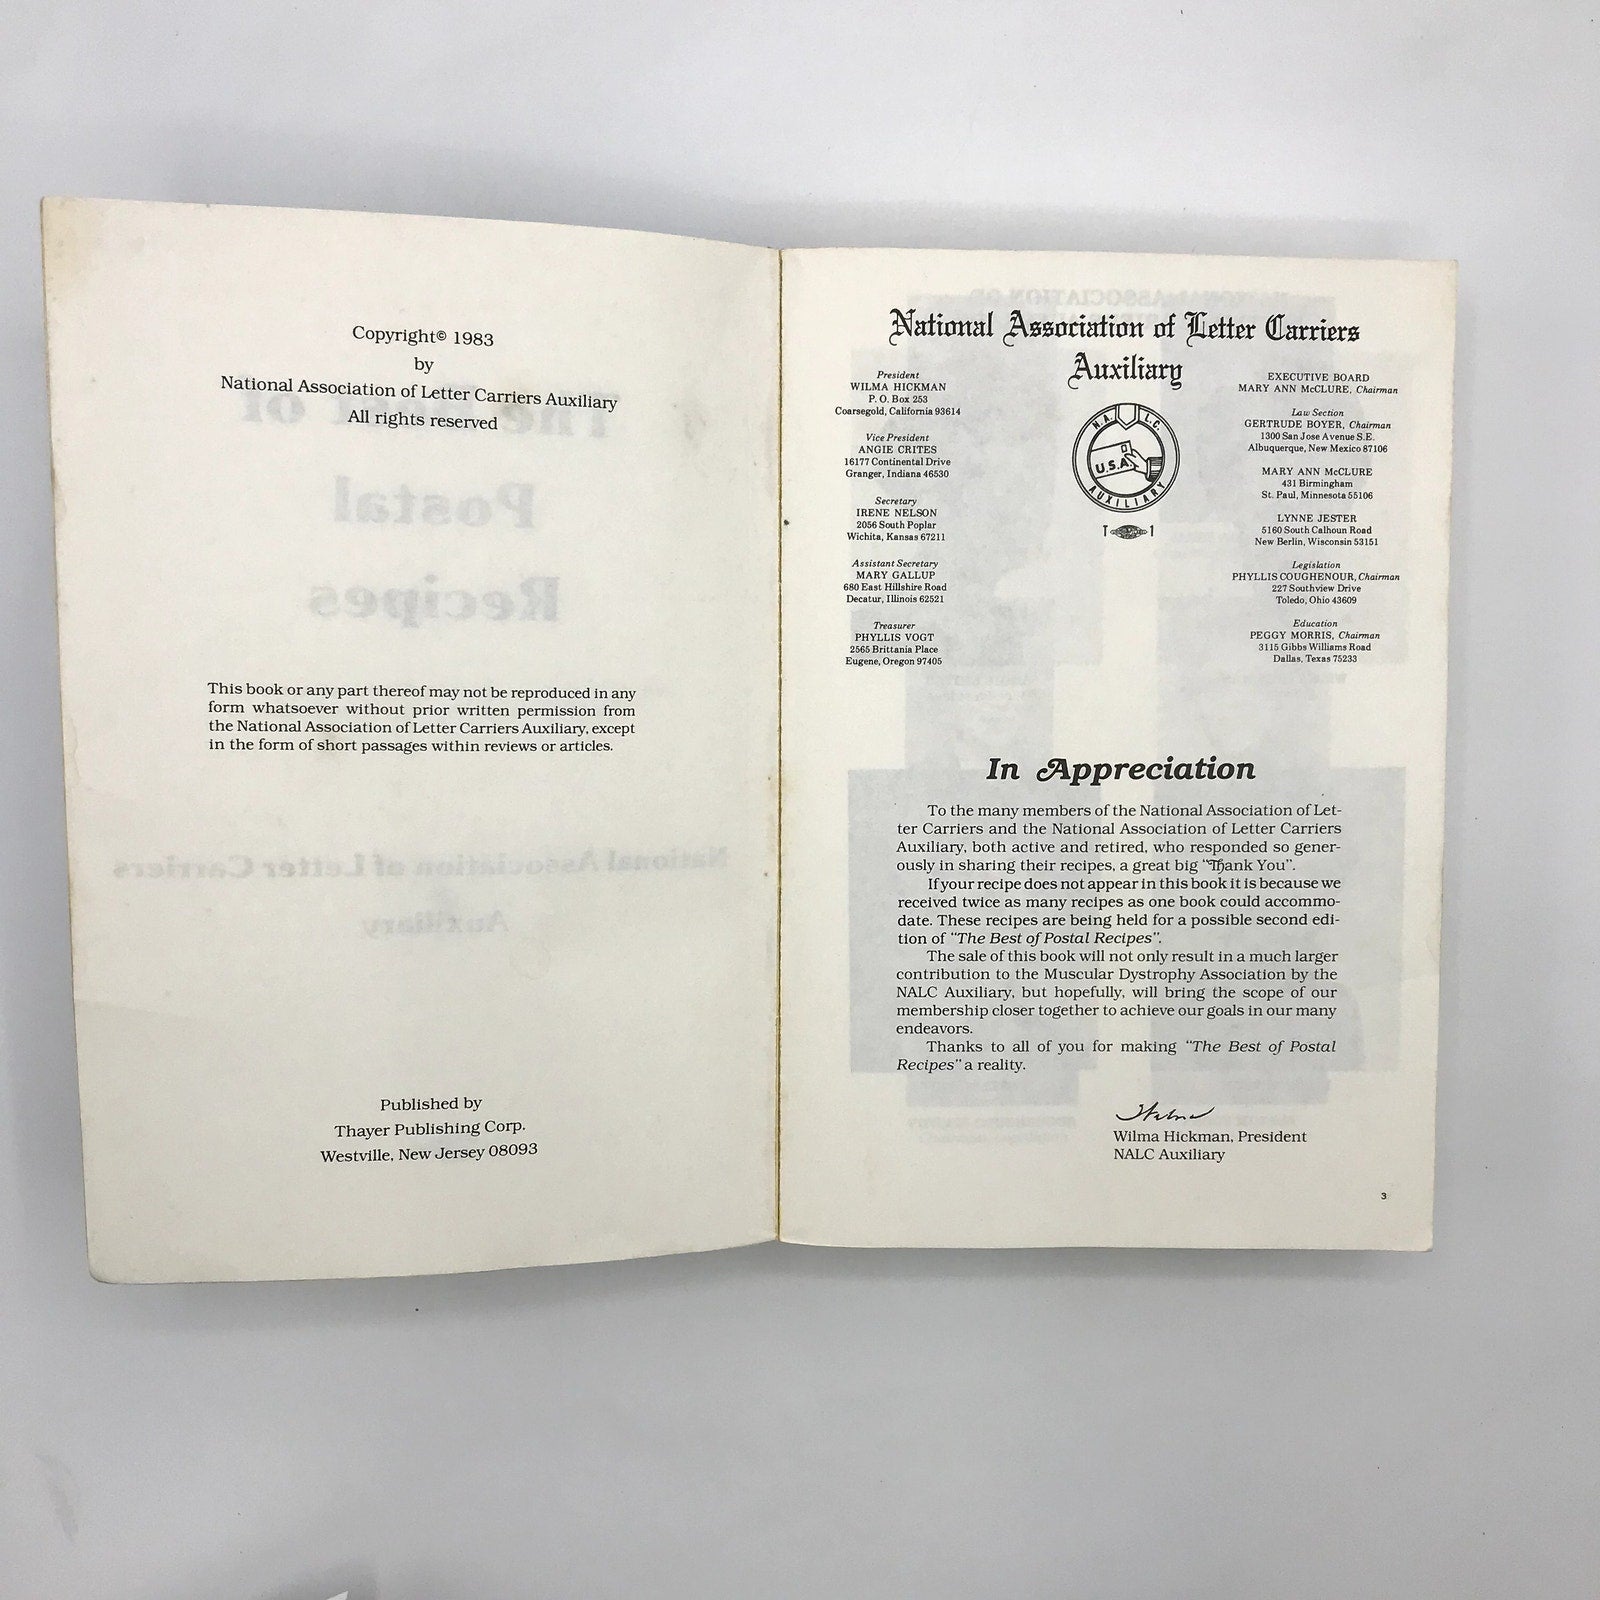 Copyright© 1983
by
National Association of Letter Carriers Auxiliary
All rights reserved
This book or any part thereof may not be reproduced in any
form whatsoever without prior written permission from
the National Association of Letter Carriers Auxiliary, except
in the form of short passages within reviews or articles.
Published by
Thayer Publishing Corp.
Westville, New Jersey 08093
National Association of Letter Carriers
Auxiliary
President
WILMA HICKMAN
P. O. Box 253
Coarsegold, California 93614
Vice President
ANGIE CRITES
16177 Continental Drive
Granger, Indiana 46530
Secretary
IRENE NELSON
2056 South Poplar
Wichita, Kansas 67211
Assistant Secretary
MARY GALLUP
680 East Hillshire Road
Decatur, Illinois 62521
Treasurer
PHYLLIS VOGT
2565 Brittania Place
Eugene, Oregon 97405
N.A.L.C.
U.S.A.
AUXILIARY
EXECUTIVE BOARD
MARY ANN McCLURE, Chairman
Law Section
GERTRUDE BOYER, Chairman
1300 San Jose Avenue S.E.
Albuquerque, New Mexico 87106
MARY ANN McCLURE
431 Birmingham
St. Paul, Minnesota 55106
LYNNE JESTER
5160 South Calhoun Road
New Berlin, Wisconsin 53151
Legislation
PHYLLIS COUGHENOUR, Chairman
227 Southview Drive
Toledo, Ohio 43609
Education
PEGGY MORRIS, Chairman
3115 Gibbs Williams Road
Dallas, Texas 75233
In Appreciation
To the many members of the National Association of Let-
ter Carriers and the National Association of Letter Carriers
Auxiliary, both active and retired, who responded so gener-
ously in sharing their recipes, a great big "Thank You".
If your recipe does not appear in this book it is because we
received twice as many recipes as one book could accommo-
date. These recipes are being held for a possible second edi-
tion of "The Best of Postal Recipes".
The sale of this book will not only result in a much larger
contribution to the Muscular Dystrophy Association by the
NALC Auxiliary, but hopefully, will bring the scope of our
membership closer together to achieve our goals in our many
endeavors.
Thanks to all of you for making "The Best of Postal
Recipes" a reality.
Wilma
Wilma Hickman, President
NALC Auxiliary
3